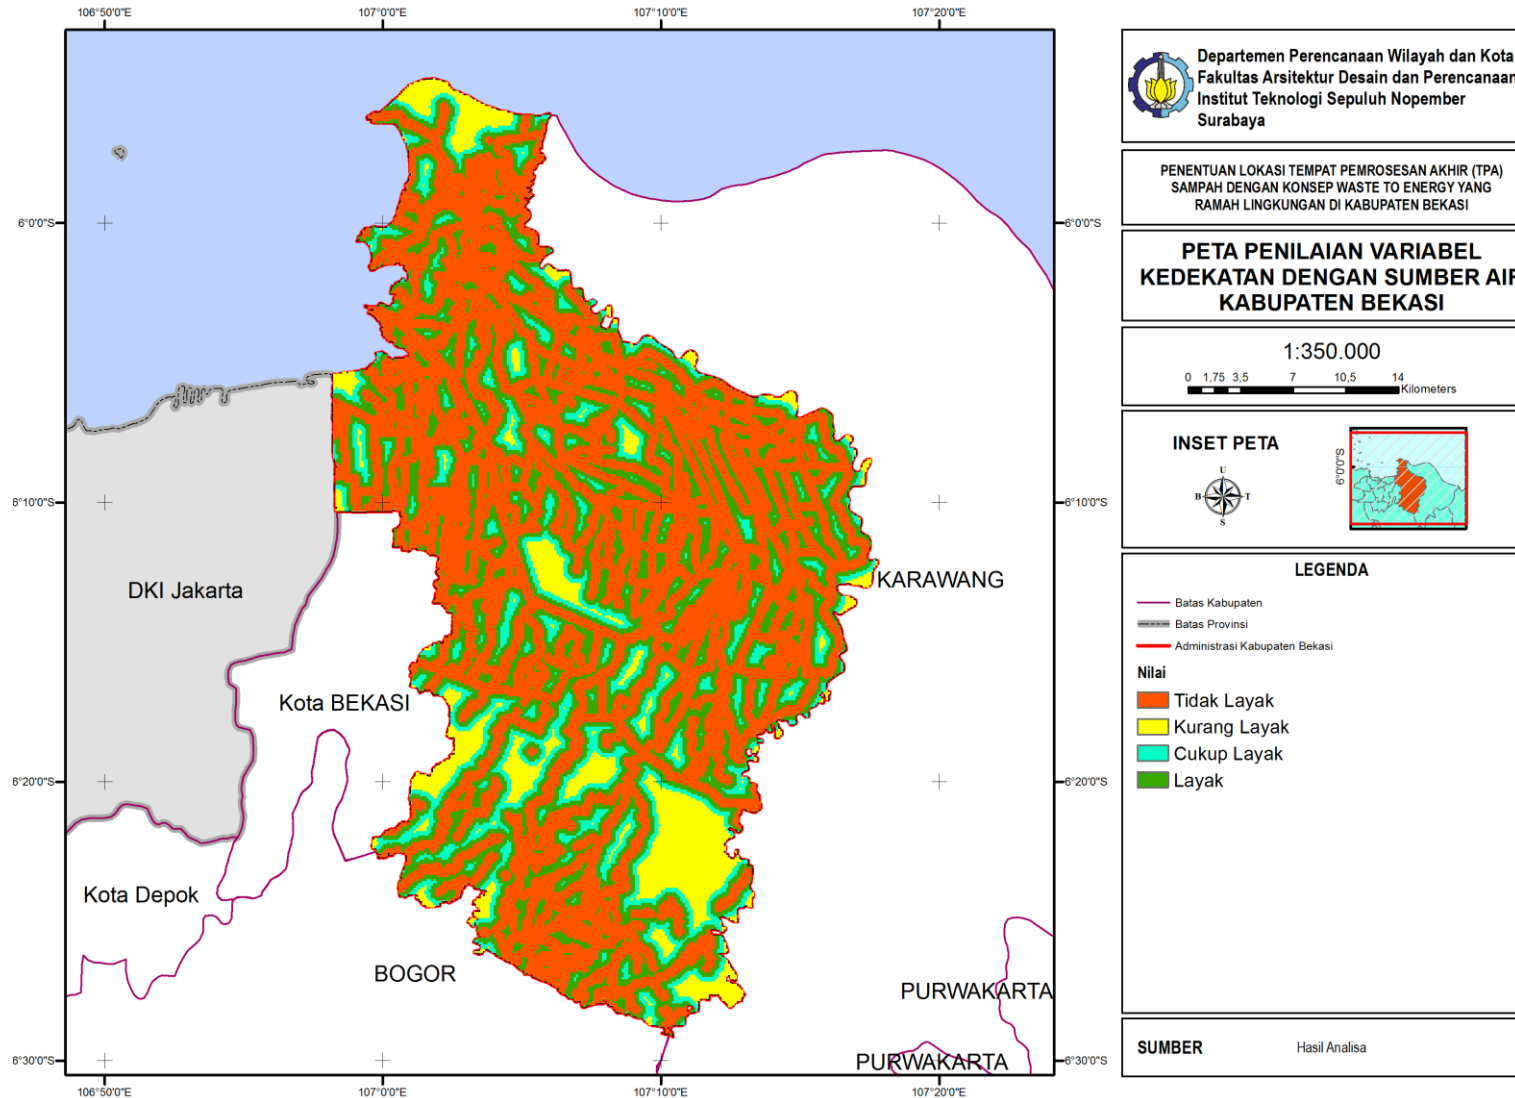 106°50'0"E
107°0'0"E
107°10'0"E
107°20'0"E
6°0'0"S
6°0'0"S
6°10'0"S
6°10'0"S
6°20'0"S
6°20'0"S
6°30'0"S
6°30'0"S
106°50'0"E
107°0'0"E
107°10'0"E
107°20'0"E
DKI Jakarta
KARAWANG
Kota BEKASI
Kota Depok
BOGOR
PURWAKARTA
PURWAKARTA
Departemen Perencanaan Wilayah dan Kota
Fakultas Arsitektur Desain dan Perencanaan
Institut Teknologi Sepuluh Nopember
Surabaya
PENENTUAN LOKASI TEMPAT PEMROSESAN AKHIR (TPA)
SAMPAH DENGAN KONSEP WASTE TO ENERGY YANG
RAMAH LINGKUNGAN DI KABUPATEN BEKASI
PETA PENILAIAN VARIABEL
KEDEKATAN DENGAN SUMBER AIR
KABUPATEN BEKASI
1:350.000
0 1,75 3,5 7 10,5 14
Kilometers
INSET PETA
U
B T
S
6°0'0"S
LEGENDA
Batas Kabupaten
Batas Provinsi
Administrasi Kabupaten Bekasi
Nilai
Tidak Layak
Kurang Layak
Cukup Layak
Layak
SUMBER
Hasil Analisa